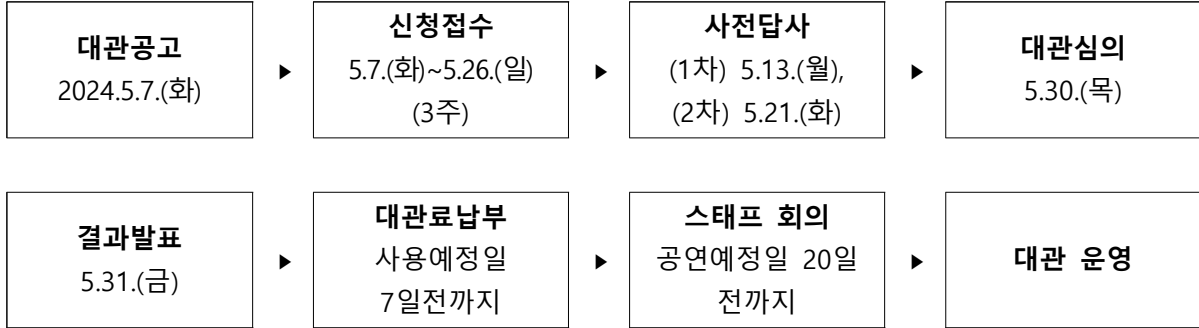 대관공고
2024.5.7.(화)
▶
신청접수
5.7.(화)~5.26.(일)
(3주)
▶
사전답사
(1차) 5.13.(월),
(2차) 5.21.(화)
▶
대관심의
5.30.(목)
결과발표
5.31.(금)
▶
대관료납부
사용예정일
7일전까지
▶
스태프 회의
공연예정일 20일
전까지
▶
대관 운영